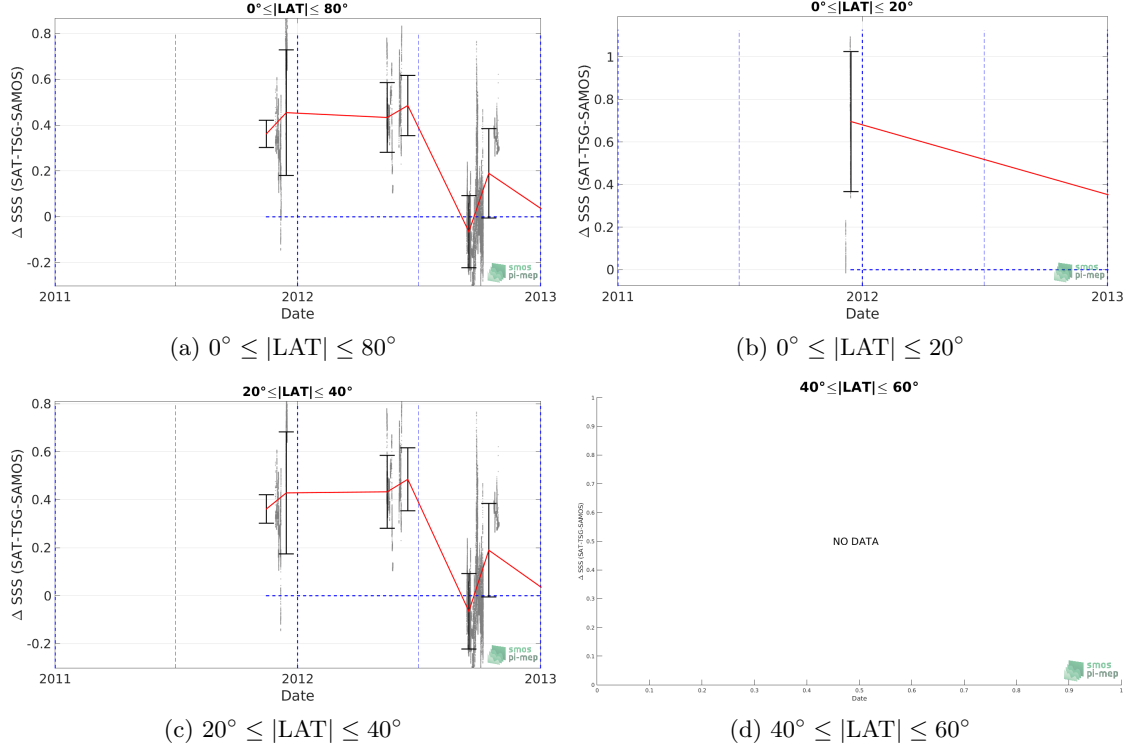 0°≤|LAT|≤ 80°
Δ SSS (SAT-TSG-SAMOS)
0.8
0.6
0.4
0.2
0
-0.2
2011
2012
2013
Date
smos
pi-mep
(a) 0° ≤ |LAT| ≤ 80°
0°≤|LAT|≤ 20°
Δ SSS (SAT-TSG-SAMOS)
1
0.8
0.6
0.4
0.2
0
2011
2012
2013
Date
smos
pi-mep
(b) 0° ≤ |LAT| ≤ 20°
20°≤|LAT|≤ 40°
Δ SSS (SAT-TSG-SAMOS)
0.8
0.6
0.4
0.2
0
-0.2
2011
2012
2013
Date
smos
pi-mep
(c) 20° ≤ |LAT| ≤ 40°
40°≤|LAT|≤ 60°
Δ SSS (SAT-TSG-SAMOS)
1
0.9
0.8
0.7
0.6
0.5
0.4
0.3
0.2
0.1
0
NO DATA
0 0.1 0.2 0.3 0.4 0.5 0.6 0.7 0.8 0.9 1
Date
smos
pi-mep
(d) 40° ≤ |LAT| ≤ 60°